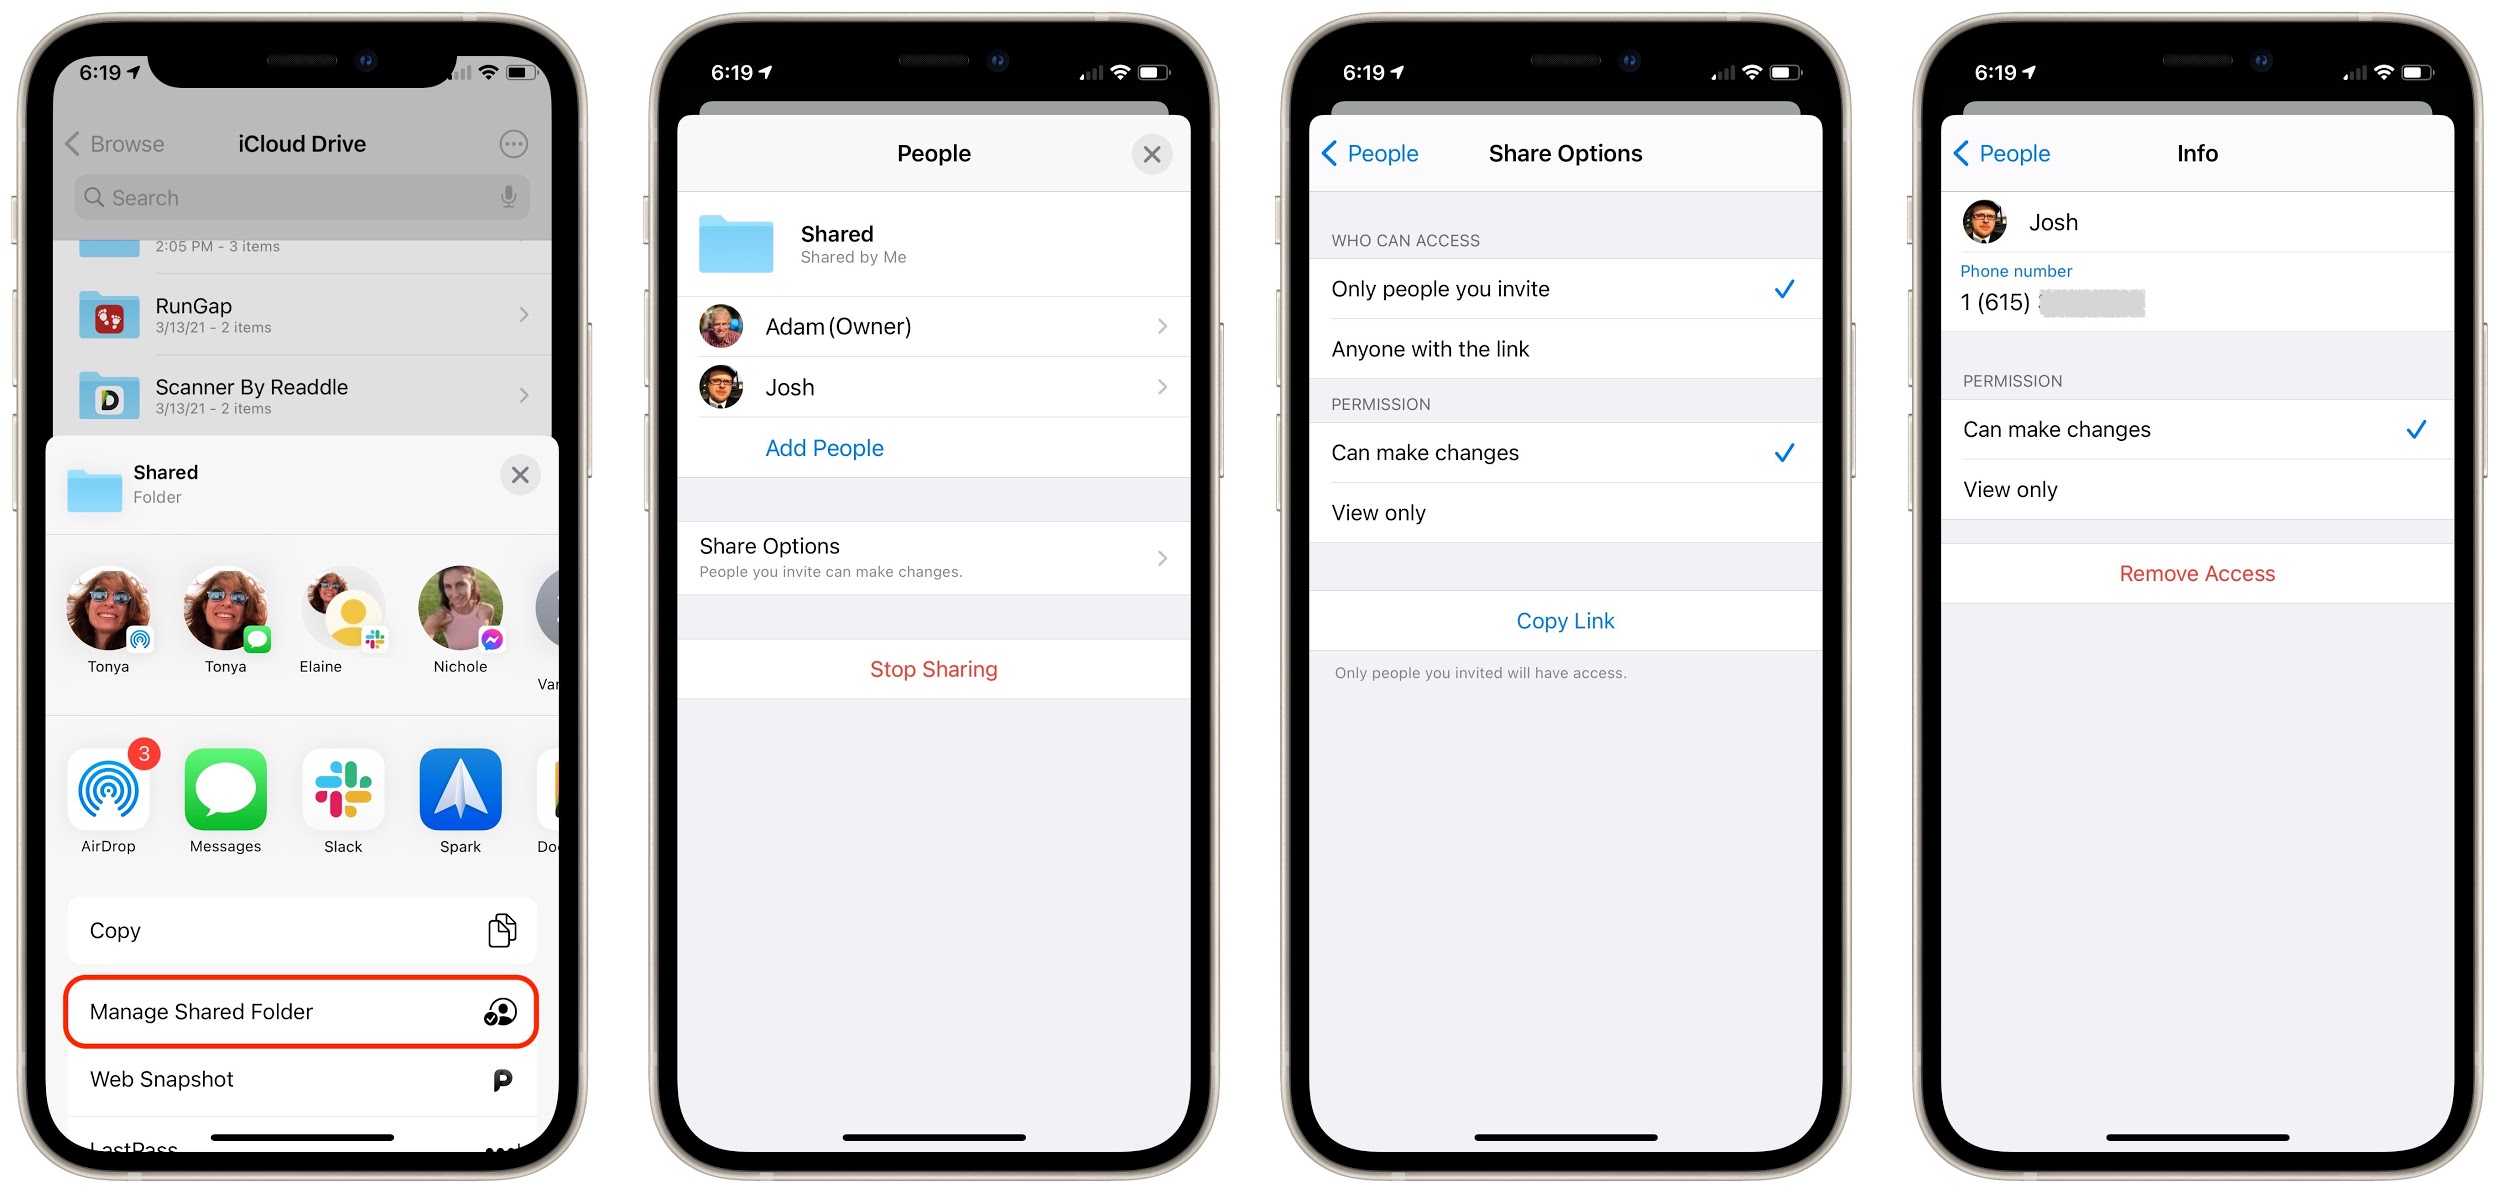 6:19
Browse
iCloud Drive
Search
2:05 PM - 3 items
RunGap
3/13/21 - 2 items
Scanner By Readdle
3/13/21 - 2 items
Shared
Folder
Tonya
Tonya
Elaine
Nichole
3
AirDrop
Messages
Slack
Spark
Copy
Manage Shared Folder
Web Snapshot
LastPass
6:19
People
Shared
Shared by Me
Adam (Owner)
Josh
Add People
Share Options
People you invite can make changes.
Stop Sharing
6:19
People
Share Options
WHO CAN ACCESS
Only people you invite
Anyone with the link
PERMISSION
Can make changes
View only
Copy Link
Only people you invited will have access.
6:19
People
Info
Josh
Phone number
1 (615)
PERMISSION
Can make changes
View only
Remove Access